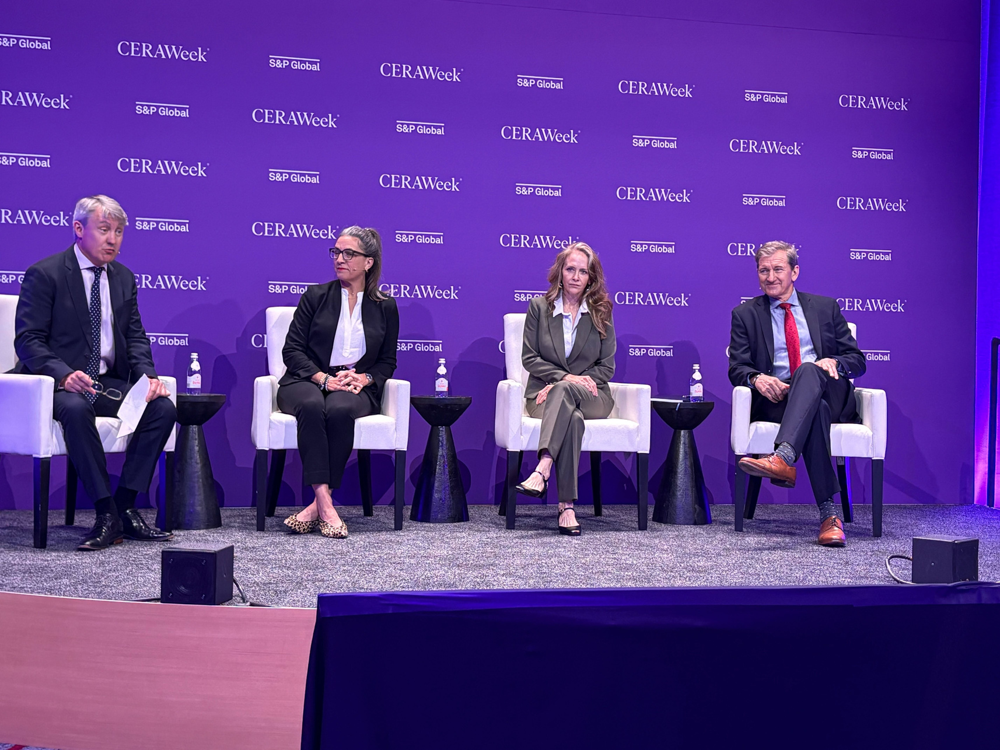 S&P Global CERAWeek® S&P Global CERAWeek® S&P Global CERAWeek® S&P Global CERAWeek®
RAWeek® S&P Global CERAWeek® S&P Global CERAWeek® S&P Global CERAWeek® S&P Global
S&P Global CERAWeek® S&P Global CERAWeek® S&P Global CERAWeek® S&P Global CERAWeek®
RAWeek® S&P Global CERAWeek® S&P Global CERAWeek® S&P Global CER S&P Global
S&P G ERAWeek® S&P Glo CERAWeek® S&P CERAWeek® S CERAWeek®
P Global CE S&P Global C S&P Global S&P Global